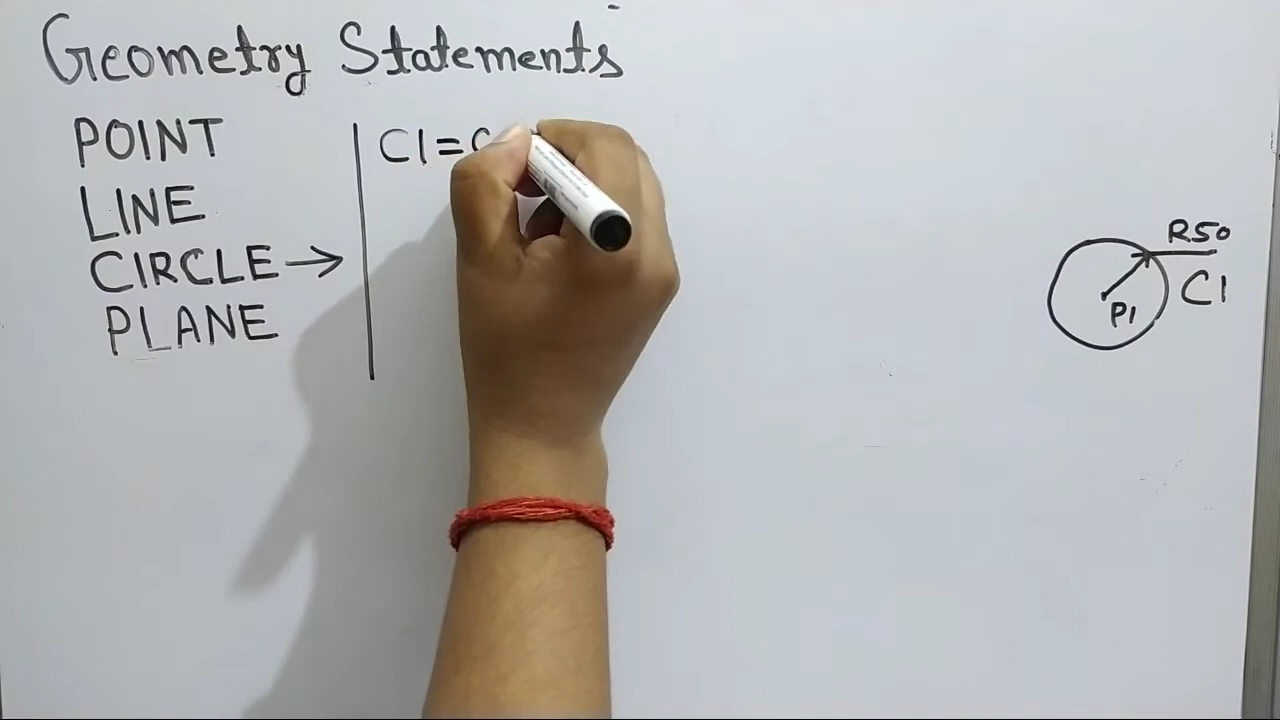 Geometry Statements
POINT
LINE
CIRCLE→
PLANE
C1=
R50
C1
P1